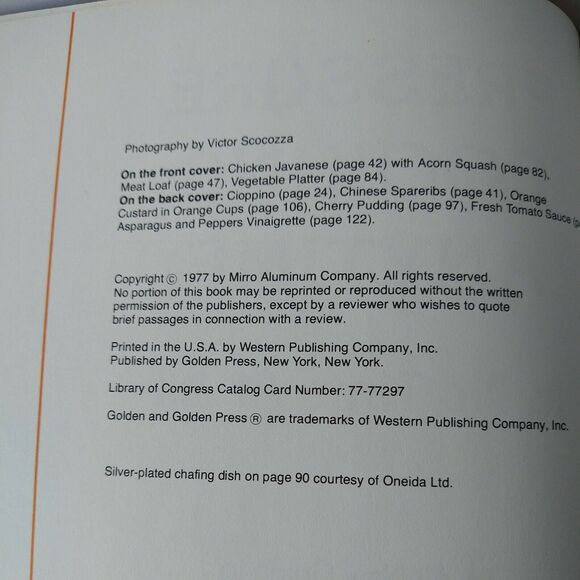 Photography by Victor Scocozza
On the front cover: Chicken Javanese (page 42) with Acorn Squash (page 82),
Meat Loaf (page 47), Vegetable Platter (page 84).
On the back cover: Cioppino (page 24), Chinese Spareribs (page 41), Orange
Custard in Orange Cups (page 106), Cherry Pudding (page 97), Fresh Tomato Sauce
Asparagus and Peppers Vinaigrette (page 122).
Copyright © 1977 by Mirro Aluminum Company. All rights reserved.
No portion of this book may be reprinted or reproduced without the written
permission of the publishers, except by a reviewer who wishes to quote
brief passages in connection with a review.
Printed in the U.S.A. by Western Publishing Company, Inc.
Published by Golden Press, New York, New York.
Library of Congress Catalog Card Number: 77-77297
Golden and Golden Press ® are trademarks of Western Publishing Company, Inc.
Silver-plated chafing dish on page 90 courtesy of Oneida Ltd.